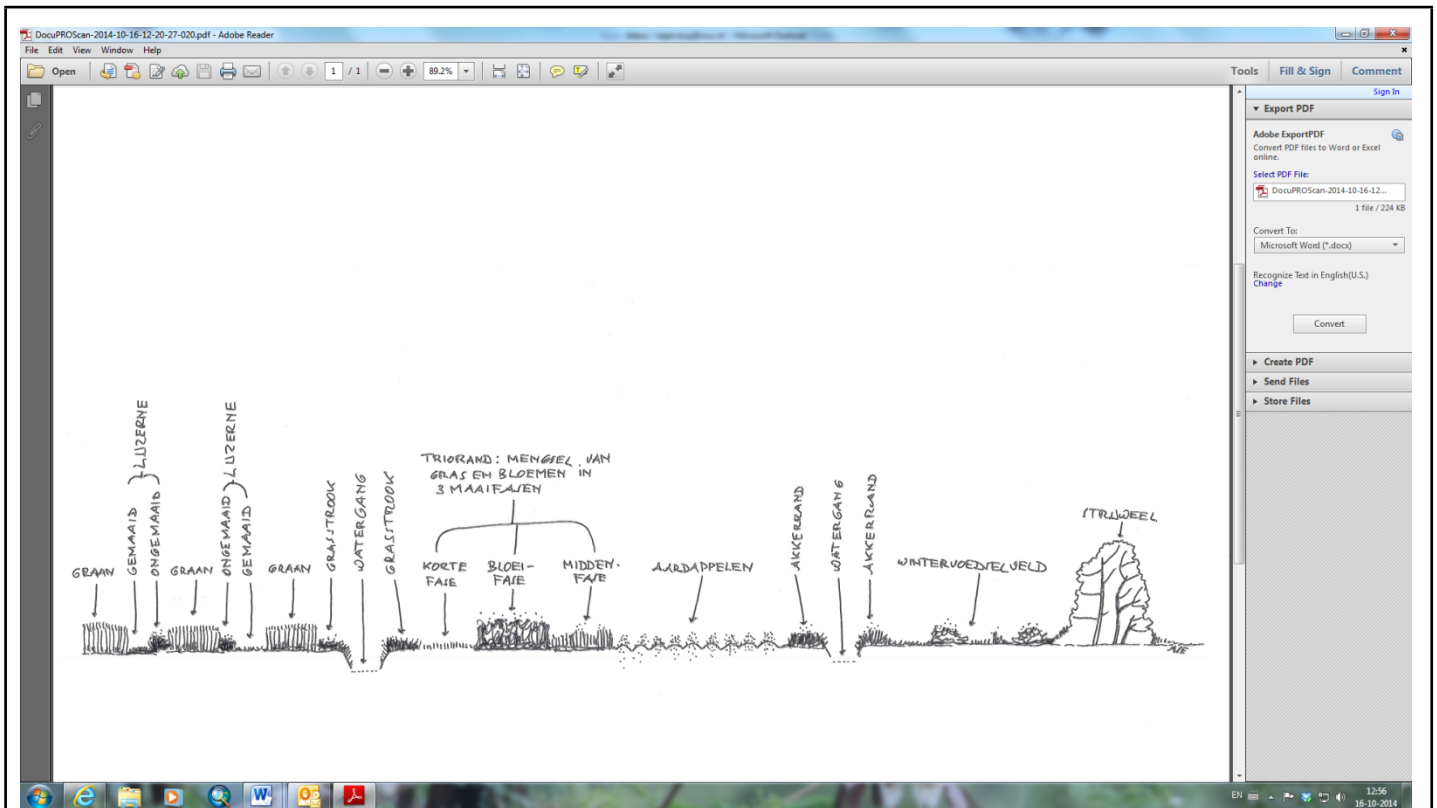 DocuPROScan-2014-10-16-12-20-27-020.pdf - Adobe Reader
File Edit View Window Help
Open
1 / 1
89.2%
Tools
Fill & Sign
Comment
Sign In
Export PDF
Adobe ExportPDF
Convert PDF files to Word or Excel
online.
Select PDF File:
DocuPROScan-2014-10-16-12...
1 file / 224 KB
Convert To:
Microsoft Word (*.docx)
Recognize Text in English(U.S.)
Change
Convert
Create PDF
Send Files
Store Files
GRAAN
GEMAAID
ONGEMAAID
LUZERNE
GRAAN
ONGEMAAID
GEMAAID
LUZERNE
GRAAN
GRASSTROOK
WATERGANG
GRASSTROOK
TRIORAND: MENGSEL VAN
GRAS EN BLOEMEN IN
3 MAAIFASEN
KORTE
FASE
BLOEI-
FASE
MIDDEN-
FASE
AARDAPPELEN
AKKERRAND
WATERGANG
AKKERRAND
WINTERVOEDSELVELD
STRUWEEL
EN
12:56
16-10-2014